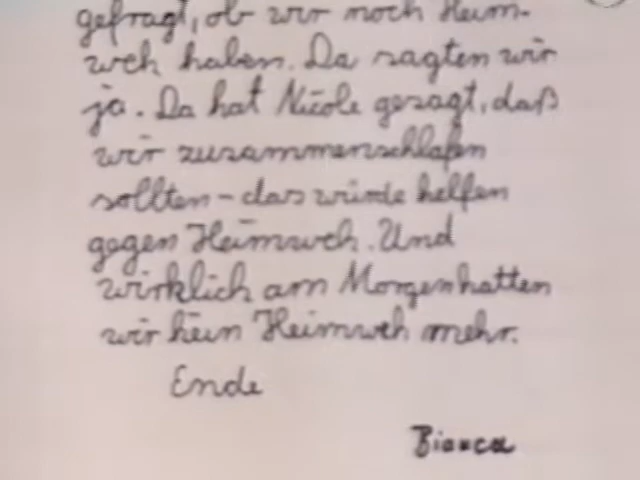 gefragt, ob wir noch Heim-
weh haben. Da sagten wir
ja. Da hat Nicole gesagt, daß
wir zusammenschlafen
sollten - das würde helfen
gegen Heimweh. Und
wirklich am Morgen hatten
wir kein Heimweh mehr.
Ende
Bianca